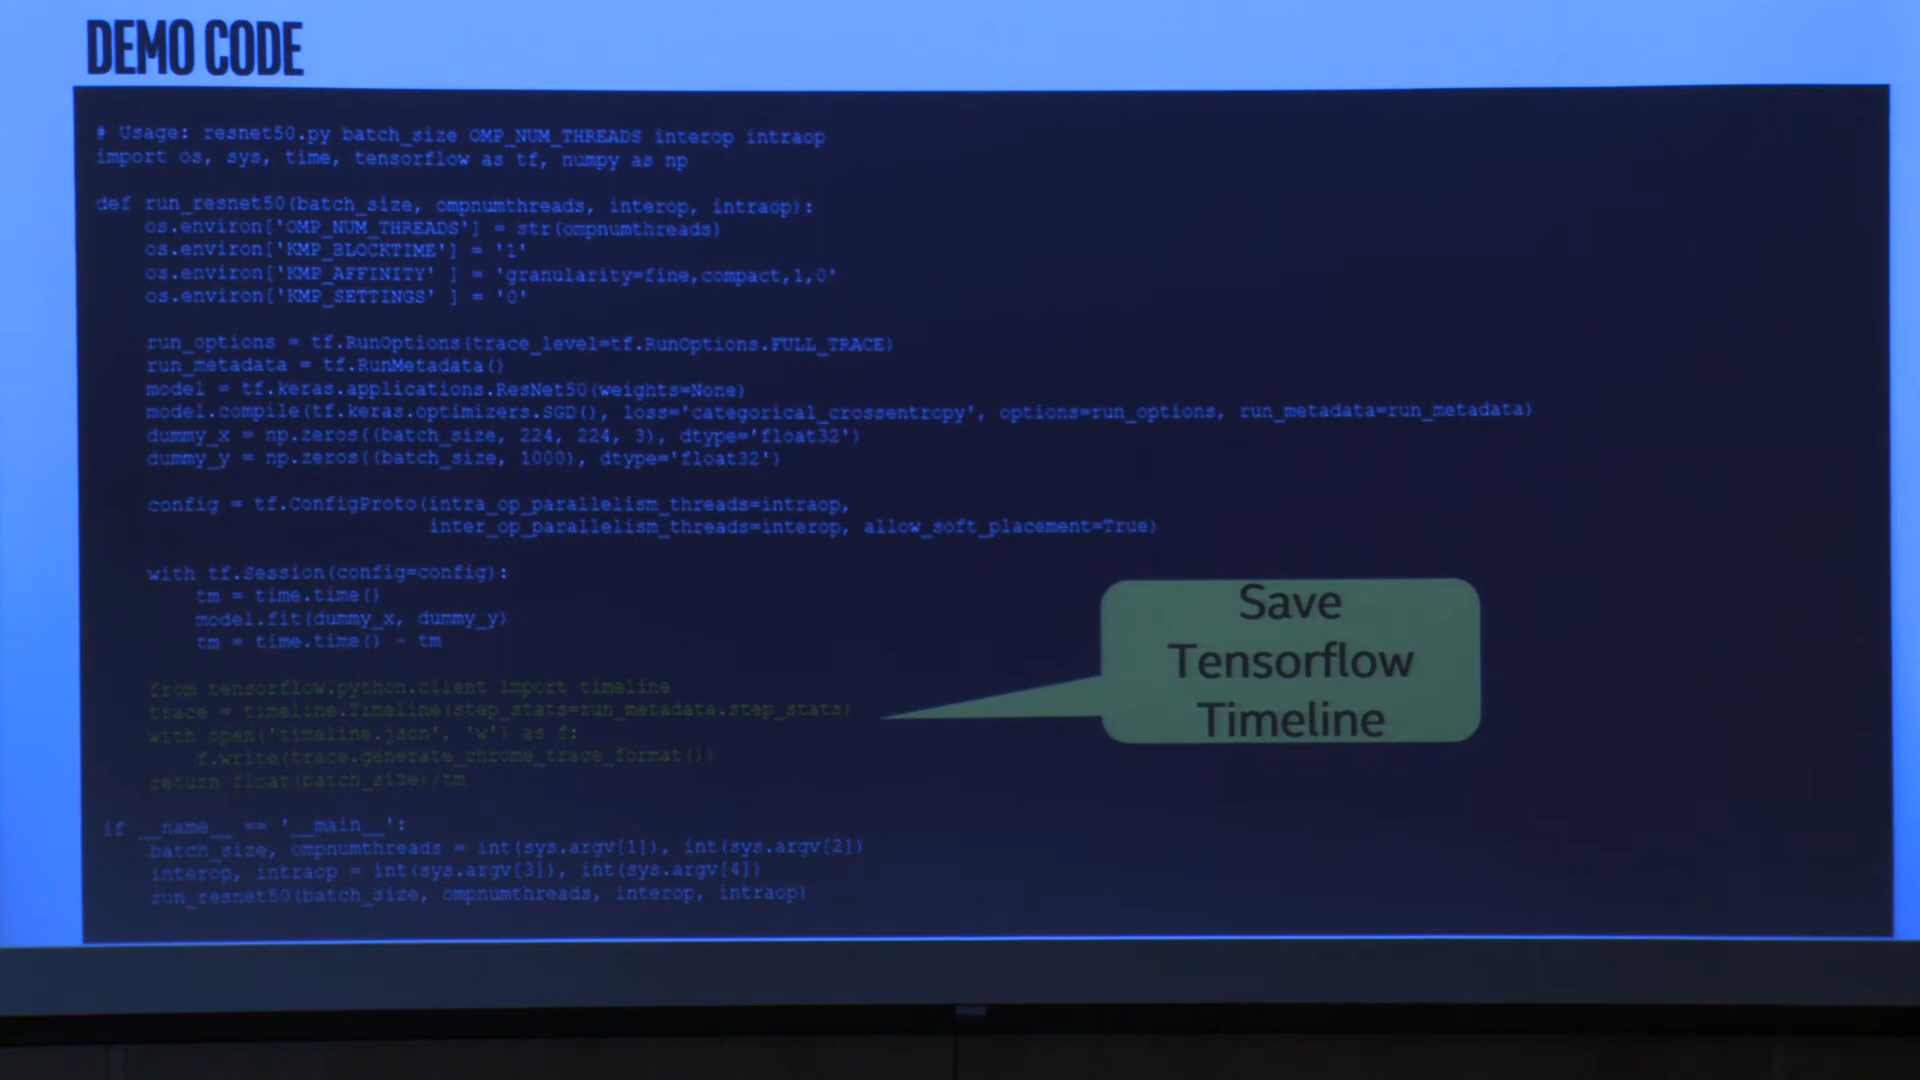 DEMO CODE
# Usage: resnet50.py batch_size OMP_NUM_THREADS interop intraop
import os, sys, time, tensorflow as tf, numpy as np
def run_resnet50(batch_size, ompnumthreads, interop, intraop):
os.environ['OMP_NUM_THREADS'] = str(ompnumthreads)
os.environ['KMP_BLOCKTIME'] = '1'
os.environ['KMP_AFFINITY' ] = 'granularity=fine,compact,1,0'
os.environ['KMP_SETTINGS' ] = '0'
run_options = tf.RunOptions(trace_level=tf.RunOptions.FULL_TRACE)
run_metadata = tf.RunMetadata()
model = tf.keras.applications.ResNet50(weights=None)
model.compile(tf.keras.optimizers.SGD(), loss='categorical_crossentropy', options=run_options, run_metadata=run_metadata)
dummy_x = np.zeros((batch_size, 224, 224, 3), dtype='float32')
dummy_y = np.zeros((batch_size, 1000), dtype='float32')
config = tf.ConfigProto(intra_op_parallelism_threads=intraop,
inter_op_parallelism_threads=interop, allow_soft_placement=True)
with tf.Session(config=config):
tm = time.time()
model.fit(dummy_x, dummy_y)
tm = time.time() - tm
from tensorflow.python.client import timeline
trace = timeline.Timeline(step_stats=run_metadata.step_stats)
with open('timeline.json', 'w') as f:
f.write(trace.generate_chrome_trace_format())
return float(batch_size)/tm
if __name__ == '__main__':
batch_size, ompnumthreads = int(sys.argv[1]), int(sys.argv[2])
interop, intraop = int(sys.argv[3]), int(sys.argv[4])
run_resnet50(batch_size, ompnumthreads, interop, intraop)
Save
Tensorflow
Timeline